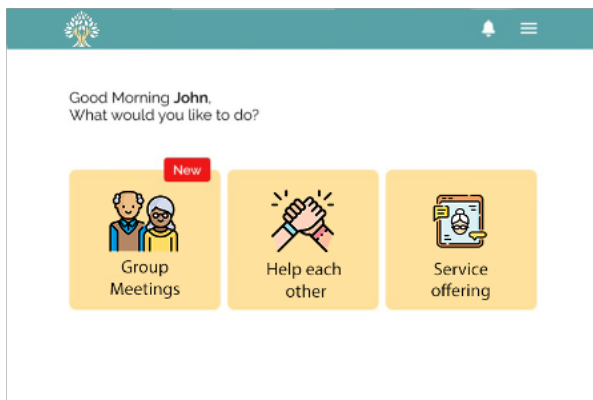 Good Morning John,
What would you like to do?
New
Group
Meetings
Help each
other
Service
offering